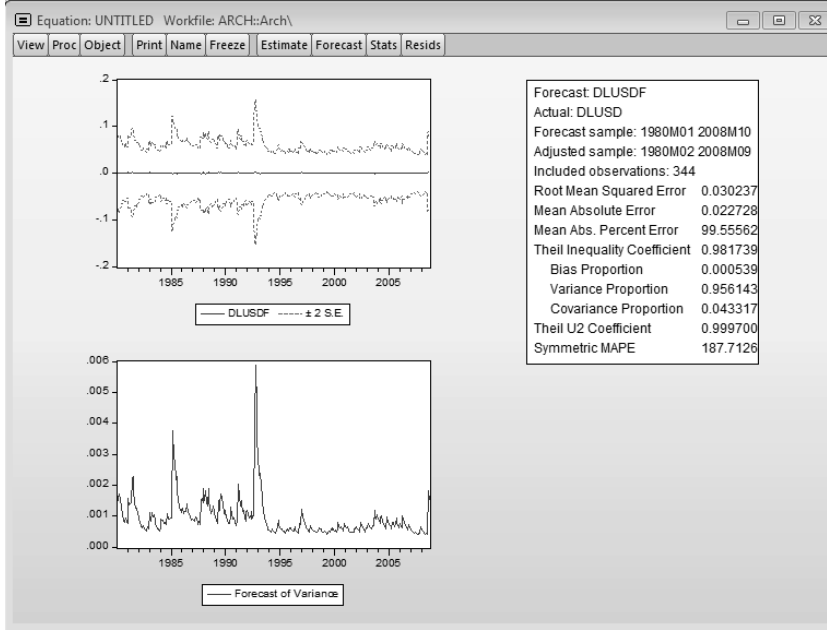 Equation: UNTITLED Workfile: ARCH::Arch\
View Proc Object Print Name Freeze Estimate Forecast Stats Resids
.2
.1
.0
-.1
-.2
1985 1990 1995 2000 2005
DLUSDF ± 2 S.E.
Forecast: DLUSDF
Actual: DLUSD
Forecast sample: 1980M01 2008M10
Adjusted sample: 1980M02 2008M09
Included observations: 344
Root Mean Squared Error 0.030237
Mean Absolute Error 0.022728
Mean Abs. Percent Error 99.55562
Theil Inequality Coefficient 0.981739
Bias Proportion 0.000539
Variance Proportion 0.956143
Covariance Proportion 0.043317
Theil U2 Coefficient 0.999700
Symmetric MAPE 187.7126
.006
.005
.004
.003
.002
.001
.000
1985 1990 1995 2000 2005
Forecast of Variance